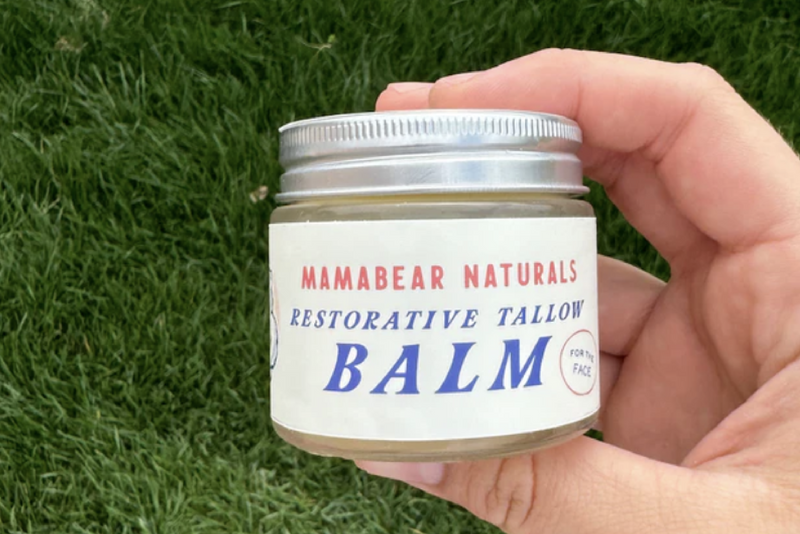 MAMABEAR NATURALS
RESTORATIVE TALLOW
BALM
FOR THE
FACE